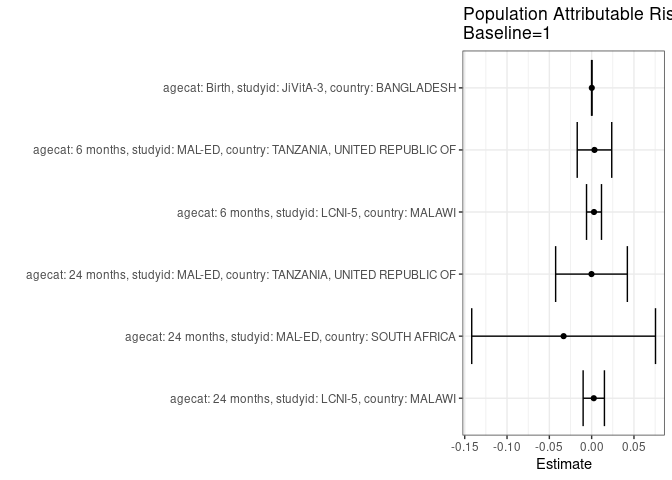 Population Attributable Ris
Baseline=1
agecat: Birth, studyid: JiVitA-3, country: BANGLADESH
agecat: 6 months, studyid: MAL-ED, country: TANZANIA, UNITED REPUBLIC OF
agecat: 6 months, studyid: LCNI-5, country: MALAWI
agecat: 24 months, studyid: MAL-ED, country: TANZANIA, UNITED REPUBLIC OF
agecat: 24 months, studyid: MAL-ED, country: SOUTH AFRICA
agecat: 24 months, studyid: LCNI-5, country: MALAWI
-0.15 -0.10 -0.05 0.00 0.05
Estimate